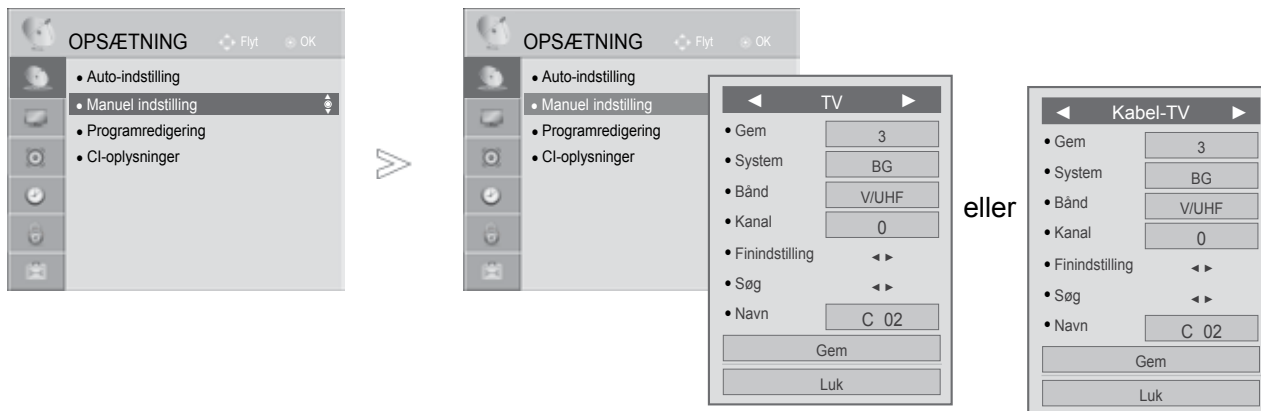 OPSÆTNING Flyt OK
• Auto-indstilling
• Manuel indstilling
• Programredigering
• CI-oplysninger
OPSÆTNING Flyt OK
• Auto-indstilling
• Manuel indstilling
• Programredigering
• CI-oplysninger
◄ TV ►
• Gem 3
• System BG
• Bånd V/UHF
• Kanal 0
• Finindstilling ◄ ►
• Søg ◄ ►
• Navn C 02
Gem
Luk
eller
◄ Kabel-TV ►
• Gem 3
• System BG
• Bånd V/UHF
• Kanal 0
• Finindstilling ◄ ►
• Søg ◄ ►
• Navn C 02
Gem
Luk